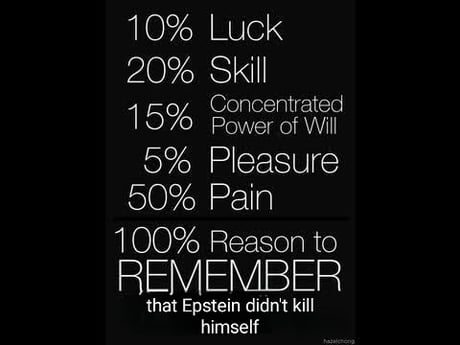 10% Luck
20% Skill
15% Concentrated
Power of Will
5% Pleasure
50% Pain
100% Reason to
REMEMBER
that Epstein didn't kill
himself
hazelchong